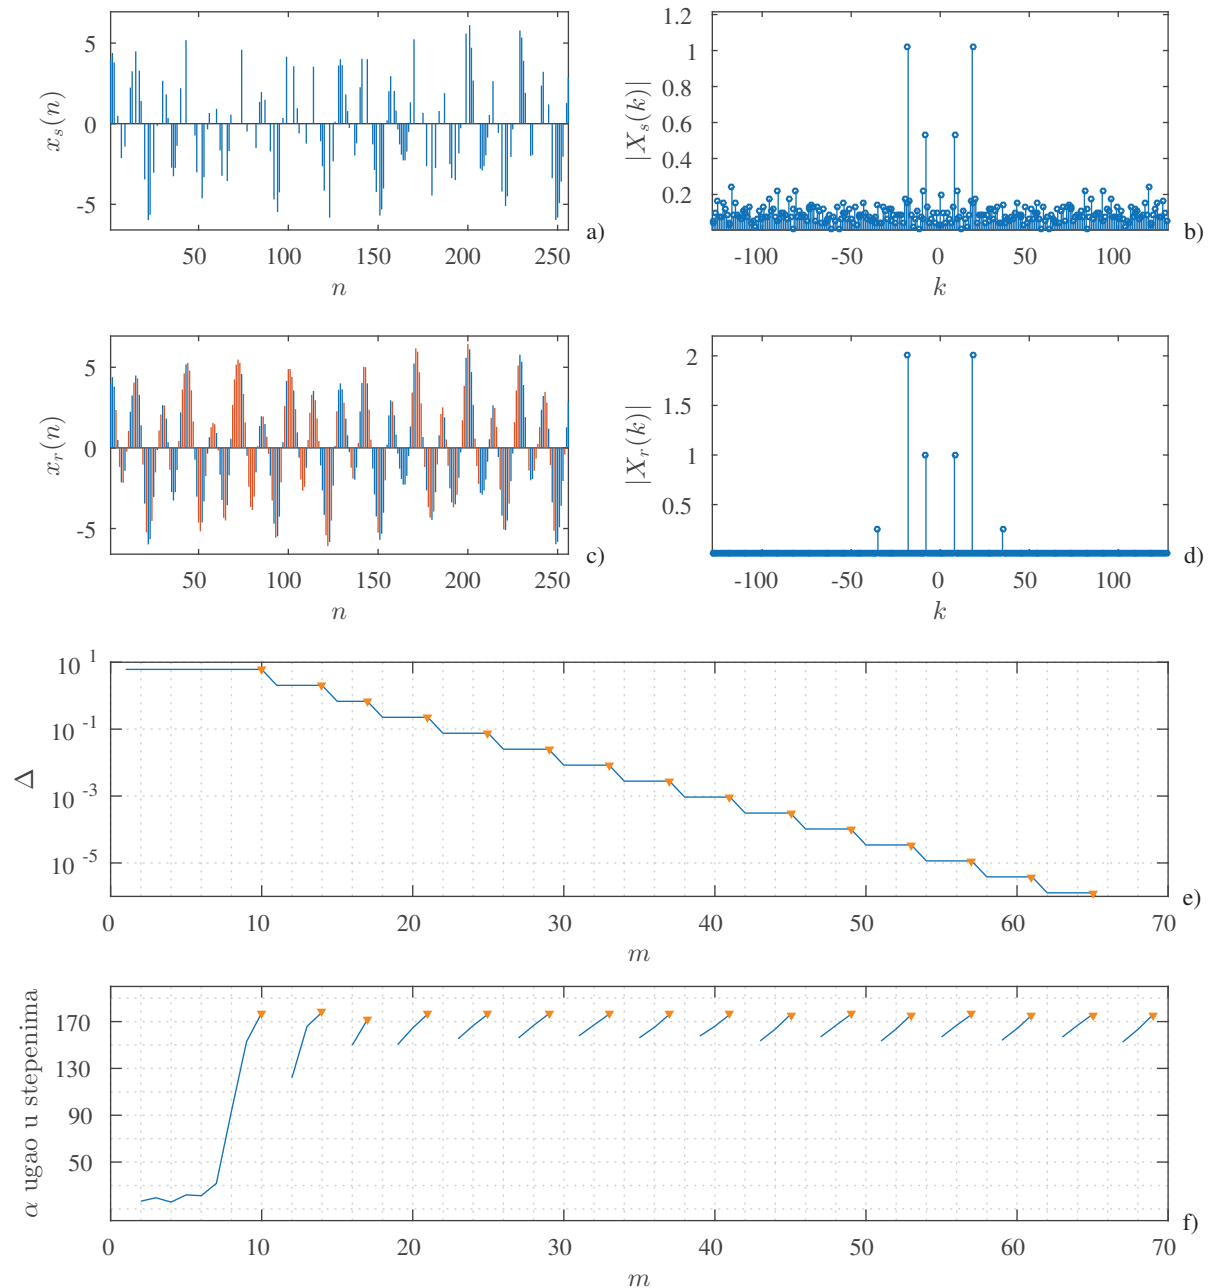 x_s(n)
5
0
-5
50 100 150 200 250
n
a)
|X_s(k)|
1.2
1
0.8
0.6
0.4
0.2
-100 -50 0 50 100
k
b)
x_r(n)
5
0
-5
50 100 150 200 250
n
c)
|X_r(k)|
2
1.5
1
0.5
-100 -50 0 50 100
k
d)
Δ
10^1
10^-1
10^-3
10^-5
0 10 20 30 40 50 60 70
m
e)
α ugao u stepenima
170
130
90
50
0 10 20 30 40 50 60 70
m
f)